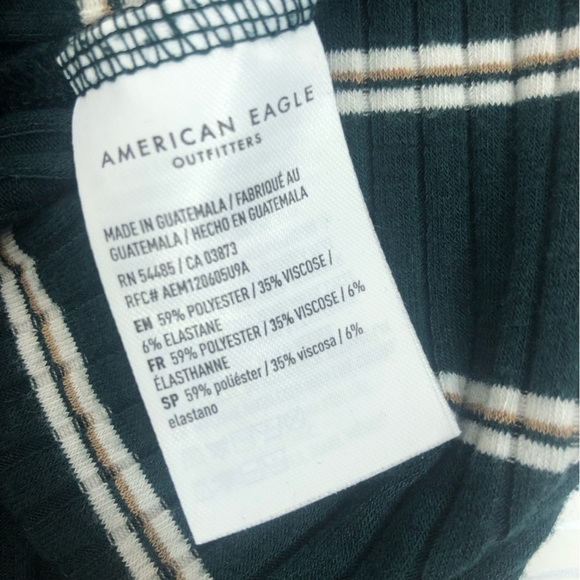 AMERICAN EAGLE
OUTFITTERS
MADE IN GUATEMALA / FABRIQUÉ AU
GUATEMALA / HECHO EN GUATEMALA
RN 54485 / CA 03873
RFC# AEM120605U9A
EN 59% POLYESTER / 35% VISCOSE /
6% ELASTANE
FR 59% POLYESTER / 35% VISCOSE / 6%
ÉLASTHANNE
SP 59% poliéster / 35% viscosa / 6%
elastano